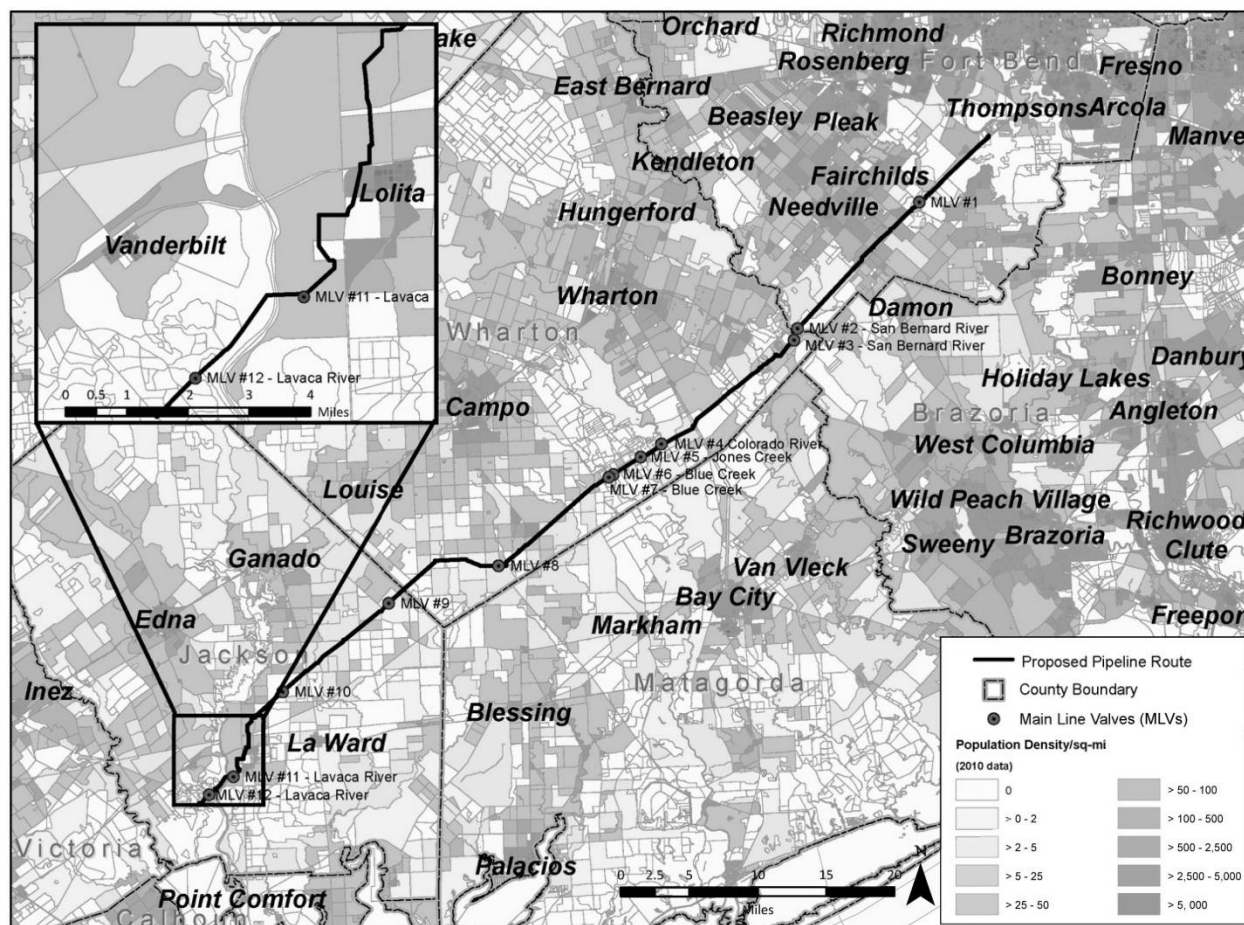 Orchard
Richmond
ake
Rosenberg
Fort Bend
Fresno
East Bernard
Thompsons
Arcola
Beasley
Pleak
Manve
Kendleton
Fairchilds
Lolita
Needville
MLV #1
Hungerford
Vanderbilt
Bonney
Wharton
Damon
MLV #11 - Lavaca
MLV #2 - San Bernard River
Wharton
MLV #3 - San Bernard River
Danbury
MLV #12 - Lavaca River
Holiday Lakes
0 0.5 1 2 3 4
Miles
Campo
Brazoria
Angleton
MLV #4 Colorado River
West Columbia
MLV #5 - Jones Creek
MLV #6 - Blue Creek
MLV #7 - Blue Creek
Louise
Wild Peach Village
Richwood
Brazoria
Sweeny
Clute
Ganado
Van Vleck
MLV #8
Bay City
MLV #9
Freepor
Edna
Markham
Jackson
Inez
Matagorda
MLV #10
Blessing
La Ward
MLV #11 - Lavaca River
MLV #12 - Lavaca River
Victoria
Palacios
Point Comfort
Calhoun
0 2.5 5 10 15 20
Miles
N
Proposed Pipeline Route
County Boundary
Main Line Valves (MLVs)
Population Density/sq-mi
(2010 data)
0
> 0 - 2
> 2 - 5
> 5 - 25
> 25 - 50
> 50 - 100
> 100 - 500
> 500 - 2,500
> 2,500 - 5,000
> 5, 000